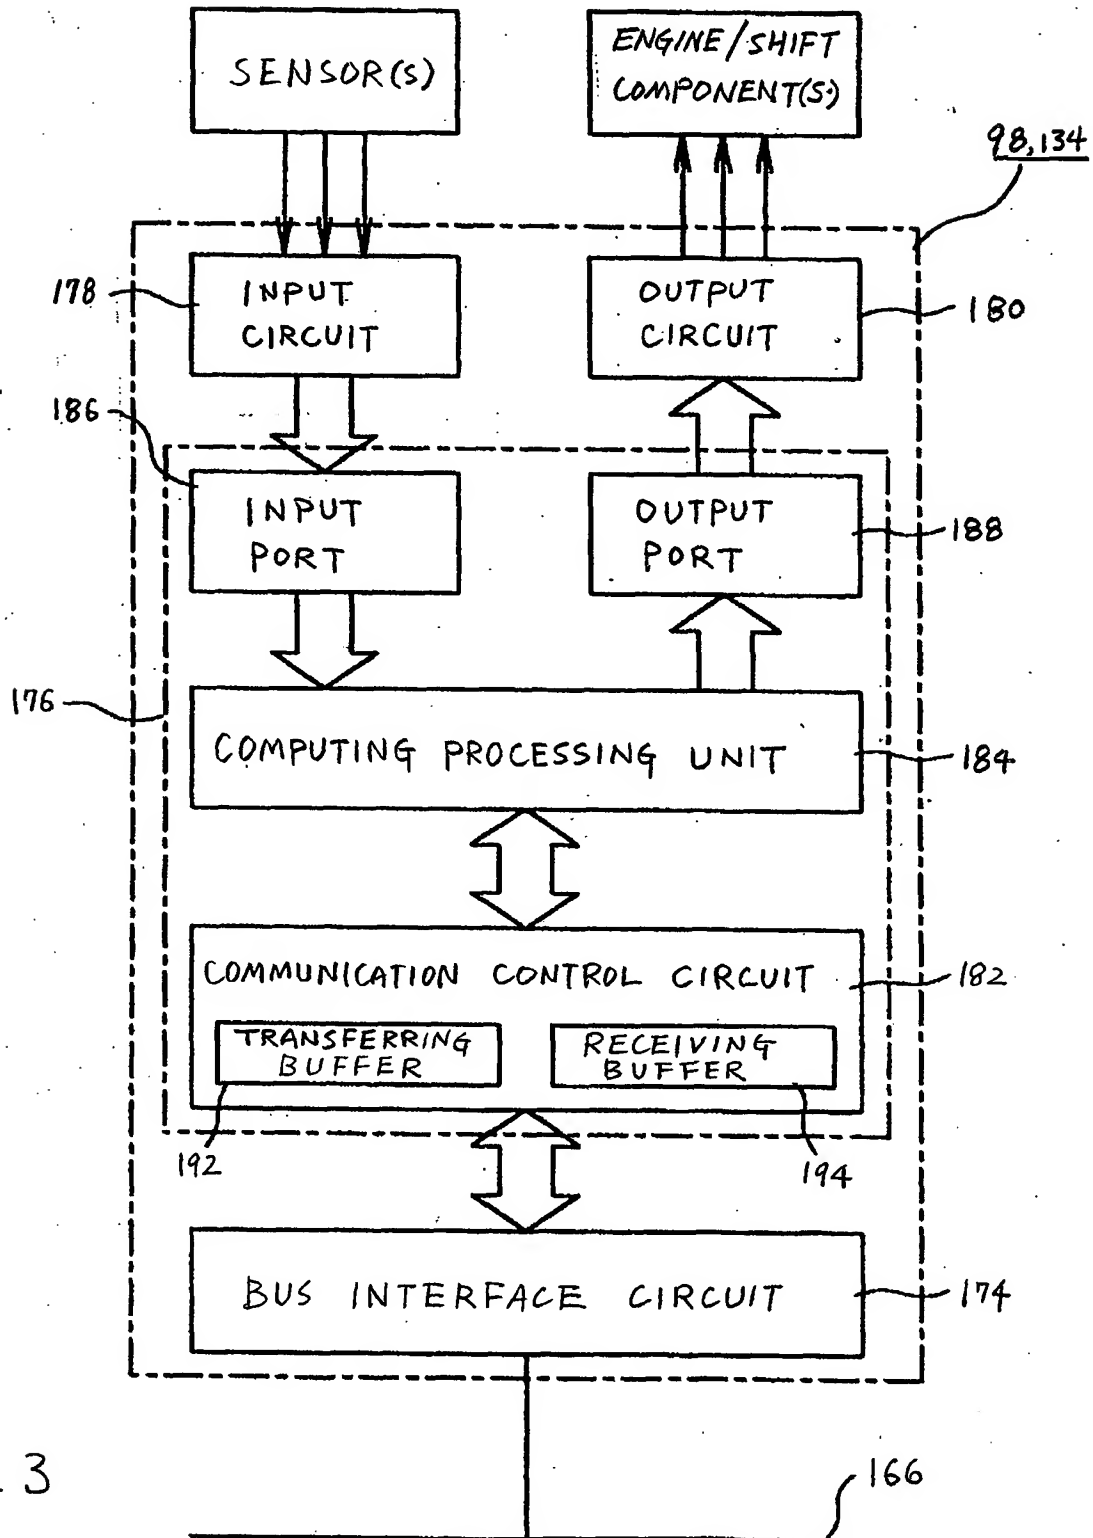 SENSOR(S)
ENGINE/SHIFT
COMPONENT(S)
98,134
178
INPUT
CIRCUIT
OUTPUT
CIRCUIT
180
186
INPUT
PORT
OUTPUT
PORT
188
176
COMPUTING PROCESSING UNIT
184
COMMUNICATION CONTROL CIRCUIT
182
TRANSFERRING
BUFFER
RECEIVING
BUFFER
192
194
BUS INTERFACE CIRCUIT
174
. 3
166